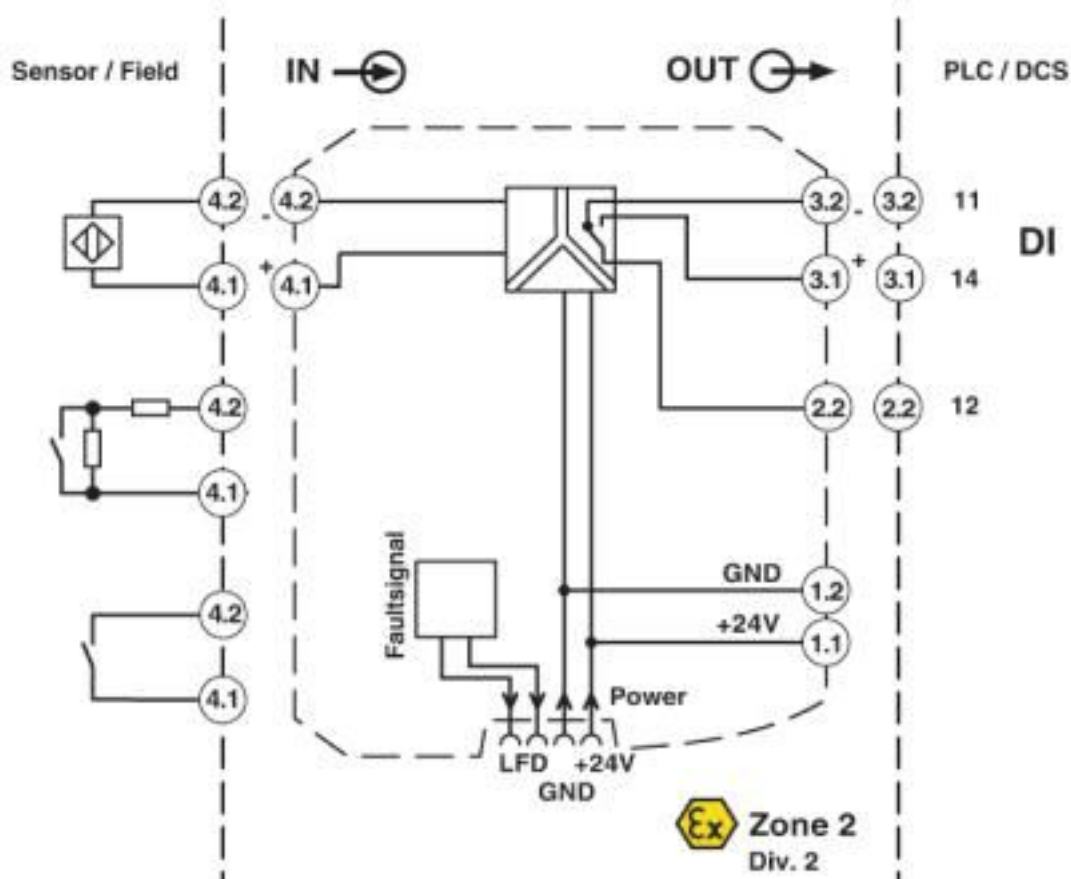 Sensor / Field IN OUT PLC / DCS
4.2 4.2 3.2 3.2 11
- -
DI
+ +
4.1 4.1 3.1 3.1 14
4.2 2.2 2.2 12
4.1
Faultsignal
GND 1.2
4.2
+24V 1.1
4.1 Power
LFD +24V
GND
Ex Zone 2
Div. 2